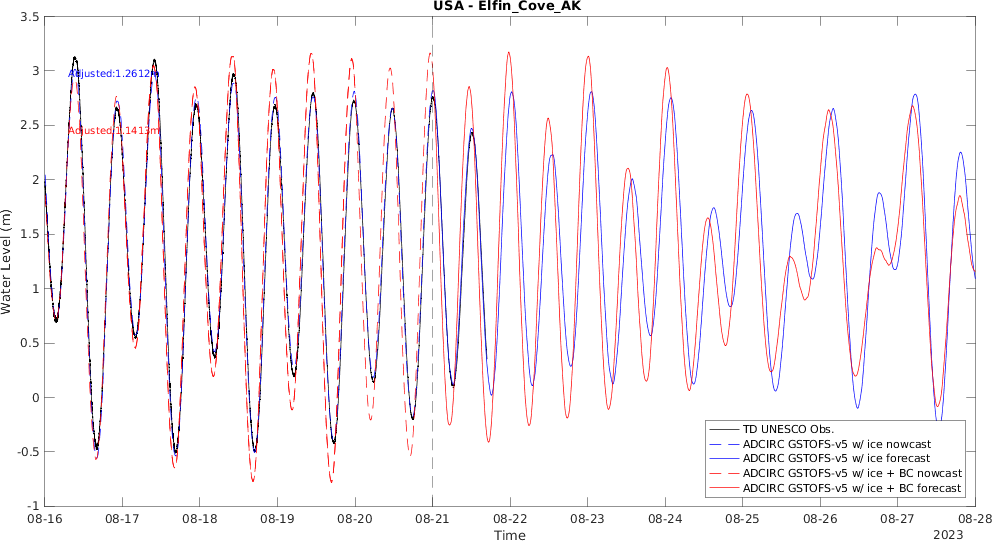 USA - Elfin_Cove_AK
3.5
3
2.5
2
1.5
1
0.5
0
-0.5
-1
Water Level (m)
Adjusted:1.2612m
Adjusted:1.1413m
TD UNESCO Obs.
ADCIRC GSTOFS-v5 w/ ice nowcast
ADCIRC GSTOFS-v5 w/ ice forecast
ADCIRC GSTOFS-v5 w/ ice + BC nowcast
ADCIRC GSTOFS-v5 w/ ice + BC forecast
08-16 08-17 08-18 08-19 08-20 08-21 08-22 08-23 08-24 08-25 08-26 08-27 08-28
Time
2023